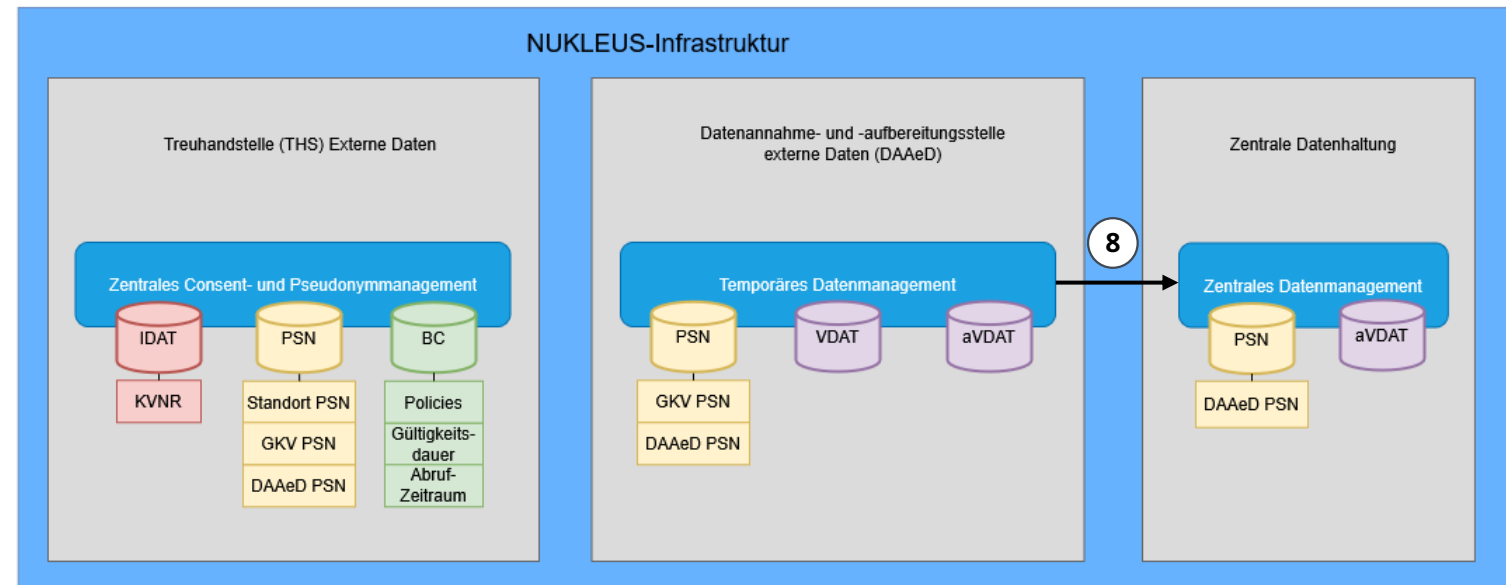 NUKLEUS-Infrastruktur
Treuhandstelle (THS) Externe Daten
Zentrales Consent- und Pseudonymmanagement
IDAT
PSN
BC
KVNR
Standort PSN
GKV PSN
DAAeD PSN
Policies
Gültigkeits-
dauer
Abruf-
Zeitraum
Datenannahme- und -aufbereitungsstelle
externe Daten (DAAeD)
Temporäres Datenmanagement
PSN
VDAT
aVDAT
GKV PSN
DAAeD PSN
8
Zentrale Datenhaltung
Zentrales Datenmanagement
PSN
aVDAT
DAAeD PSN